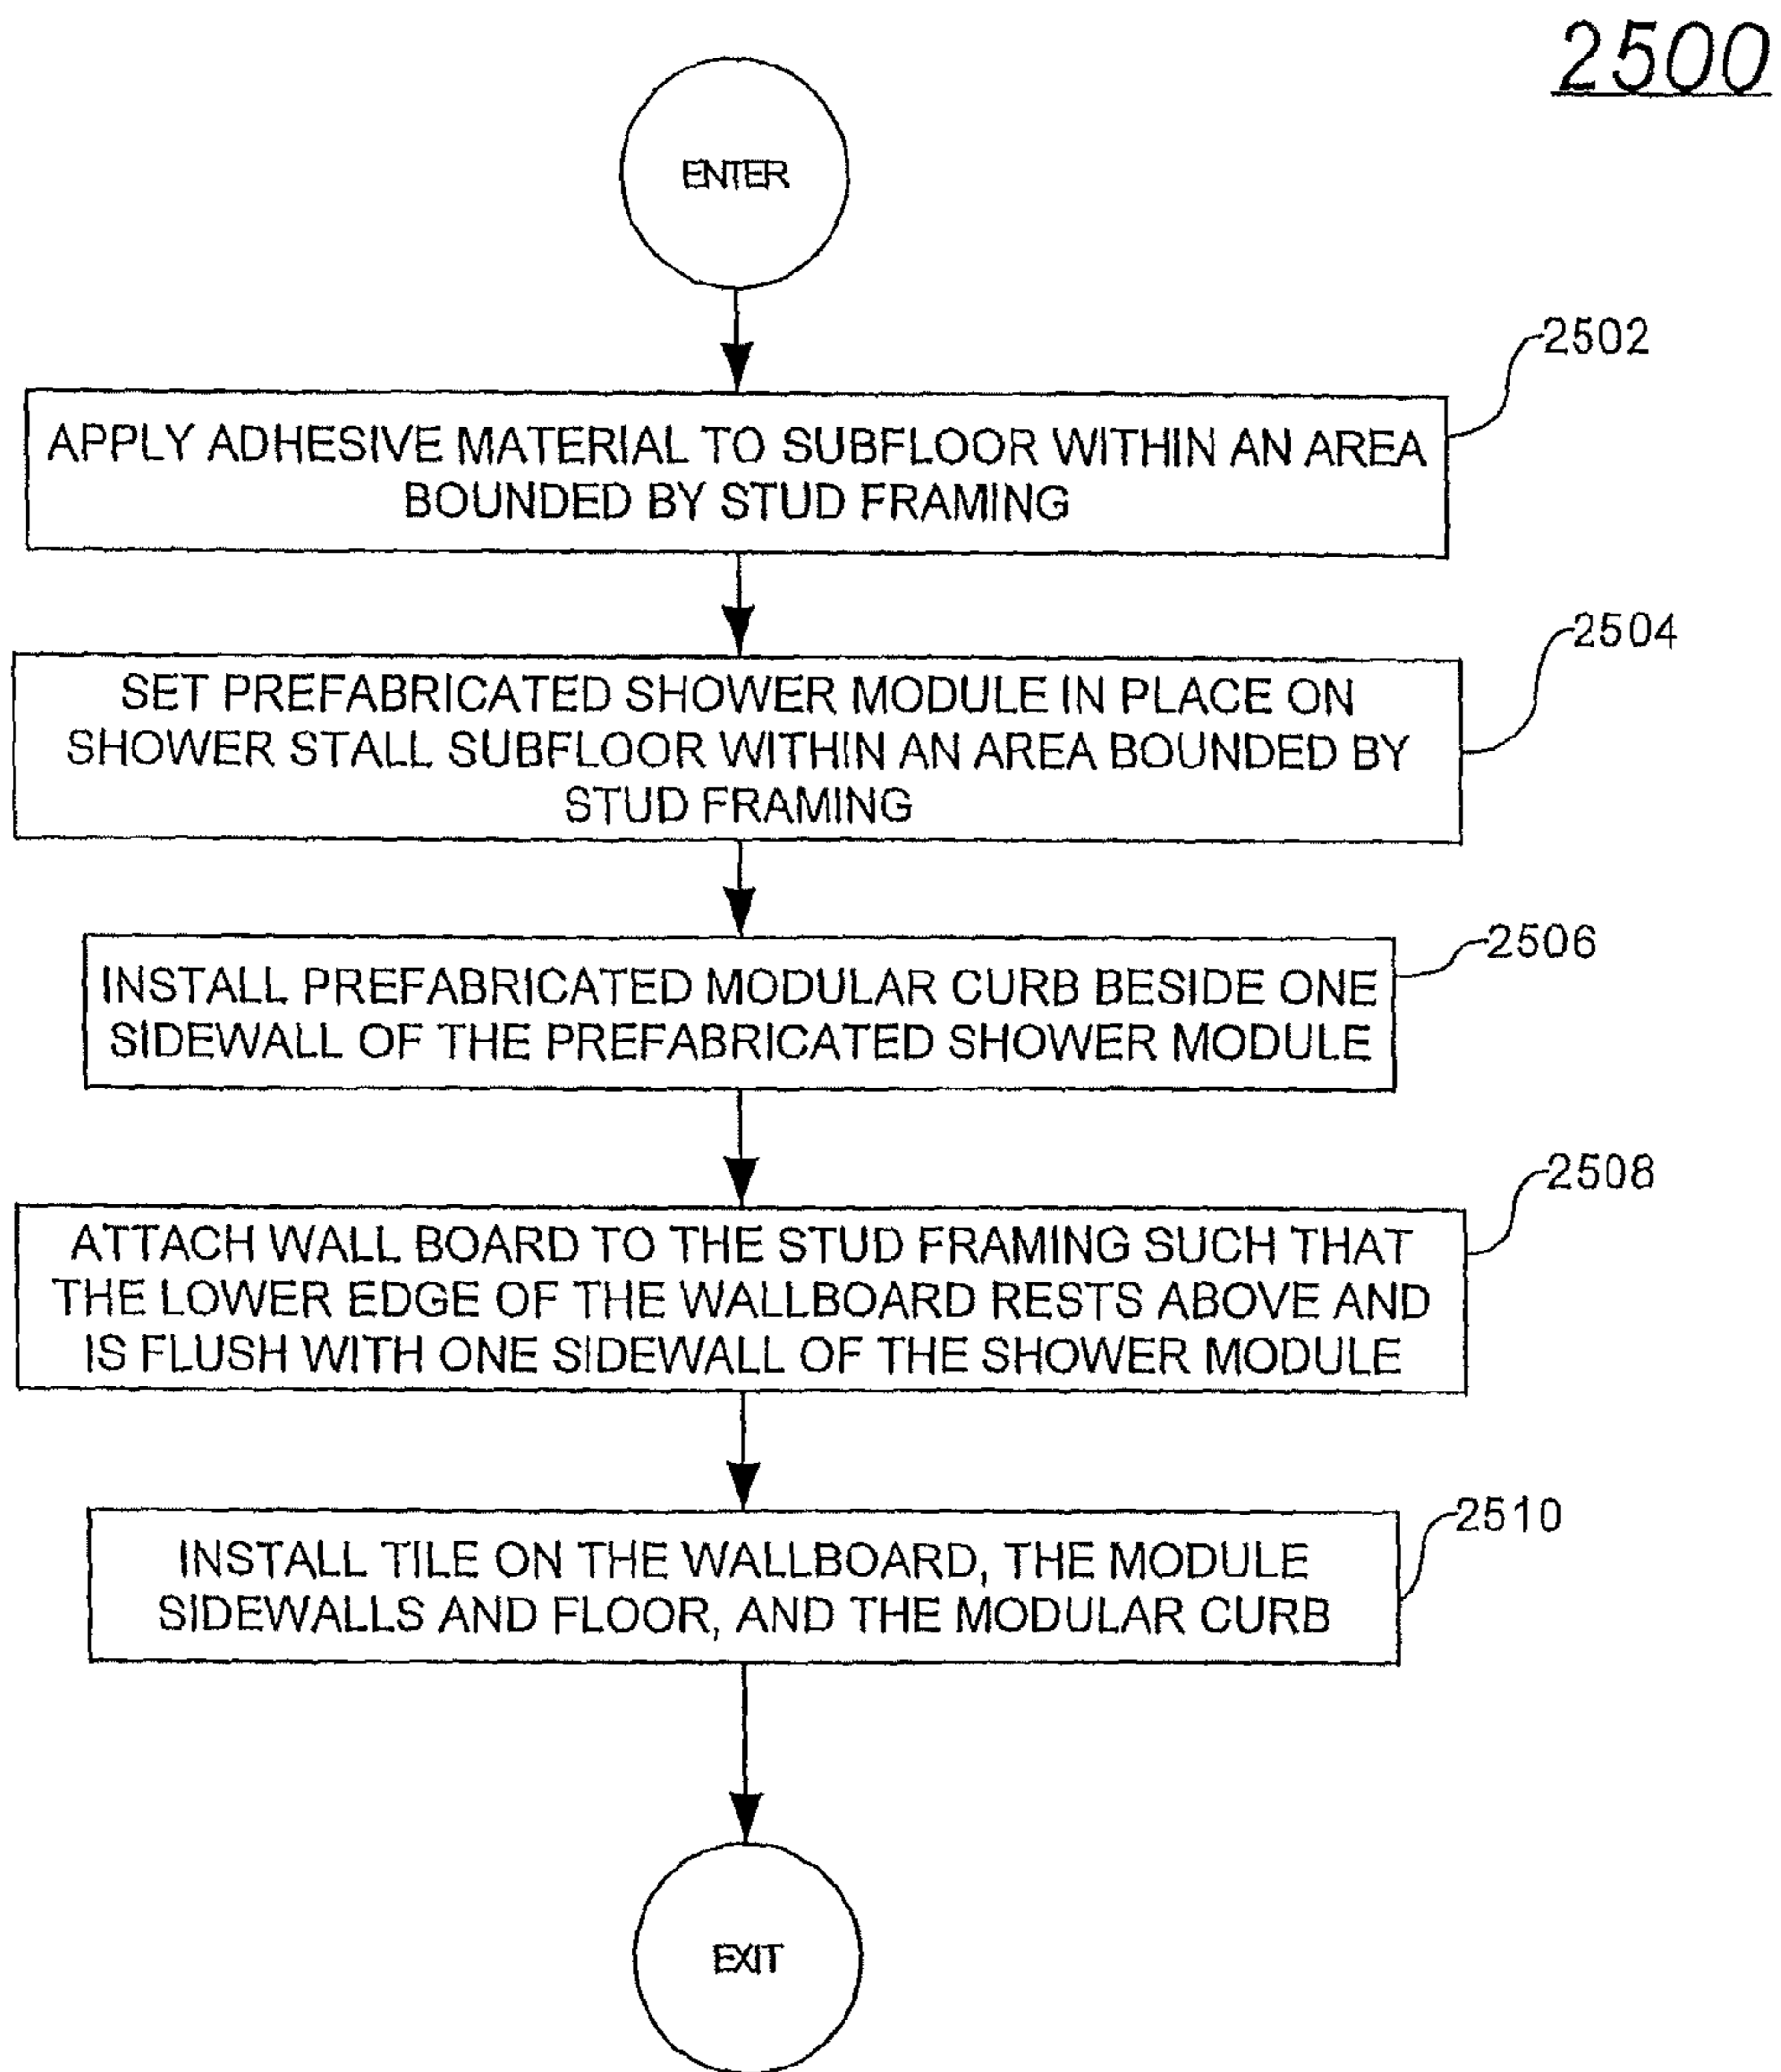 2500
ENTER
2502
APPLY ADHESIVE MATERIAL TO SUBFLOOR WITHIN AN AREA
BOUNDED BY STUD FRAMING
2504
SET PREFABRICATED SHOWER MODULE IN PLACE ON
SHOWER STALL SUBFLOOR WITHIN AN AREA BOUNDED BY
STUD FRAMING
2506
INSTALL PREFABRICATED MODULAR CURB BESIDE ONE
SIDEWALL OF THE PREFABRICATED SHOWER MODULE
2508
ATTACH WALL BOARD TO THE STUD FRAMING SUCH THAT
THE LOWER EDGE OF THE WALLBOARD RESTS ABOVE AND
IS FLUSH WITH ONE SIDEWALL OF THE SHOWER MODULE
2510
INSTALL TILE ON THE WALLBOARD, THE MODULE
SIDEWALLS AND FLOOR, AND THE MODULAR CURB
EXIT